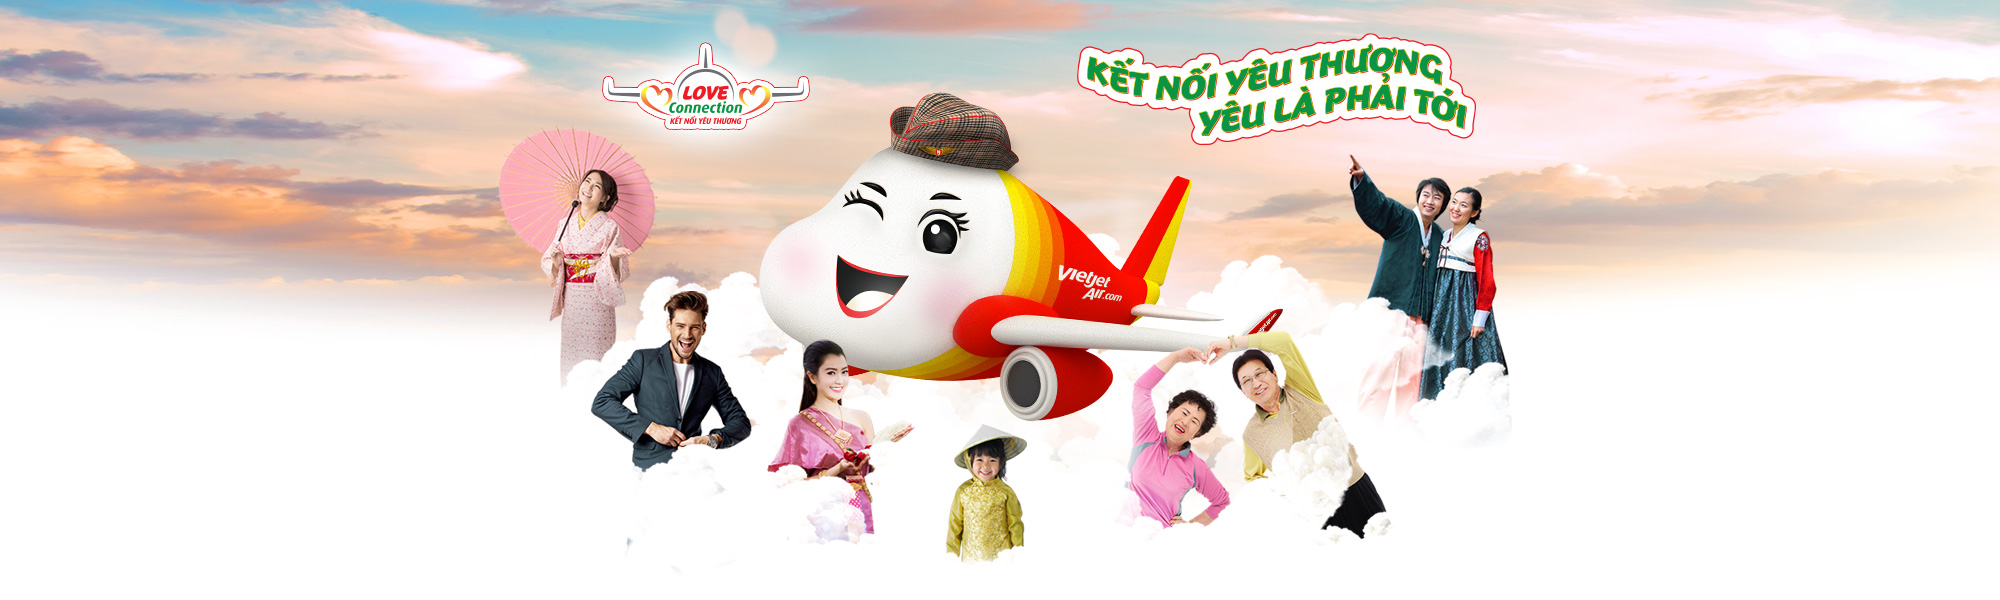 LOVE
Connection
KẾT NỐI YÊU THƯƠNG
KẾT NỐI YÊU THƯƠNG
YÊU LÀ PHẢI TỚI
Vietjet
Air.com